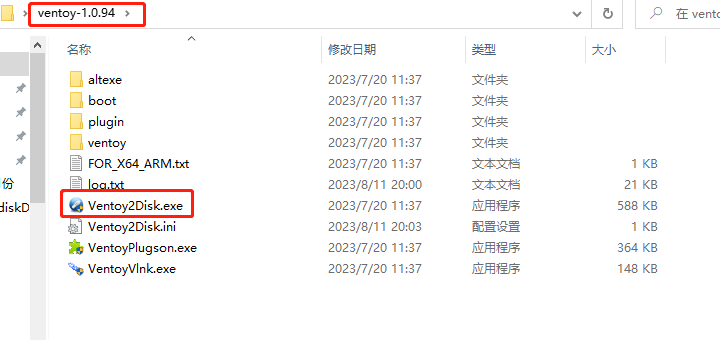 ventoy-1.0.94
在 vento
名称 修改日期 类型 大小
altexe 2023/7/20 11:37 文件夹
boot 2023/7/20 11:37 文件夹
plugin 2023/7/20 11:37 文件夹
ventoy 2023/7/20 11:37 文件夹
FOR_X64_ARM.txt 2023/7/20 11:37 文本文档 1 KB
log.txt 2023/8/11 20:00 文本文档 21 KB
份
Ventoy2Disk.exe 2023/7/20 11:37 应用程序 588 KB
diskD
Ventoy2Disk.ini 2023/8/11 20:03 配置设置 1 KB
VentoyPlugson.exe 2023/7/20 11:37 应用程序 364 KB
VentoyVlnk.exe 2023/7/20 11:37 应用程序 148 KB